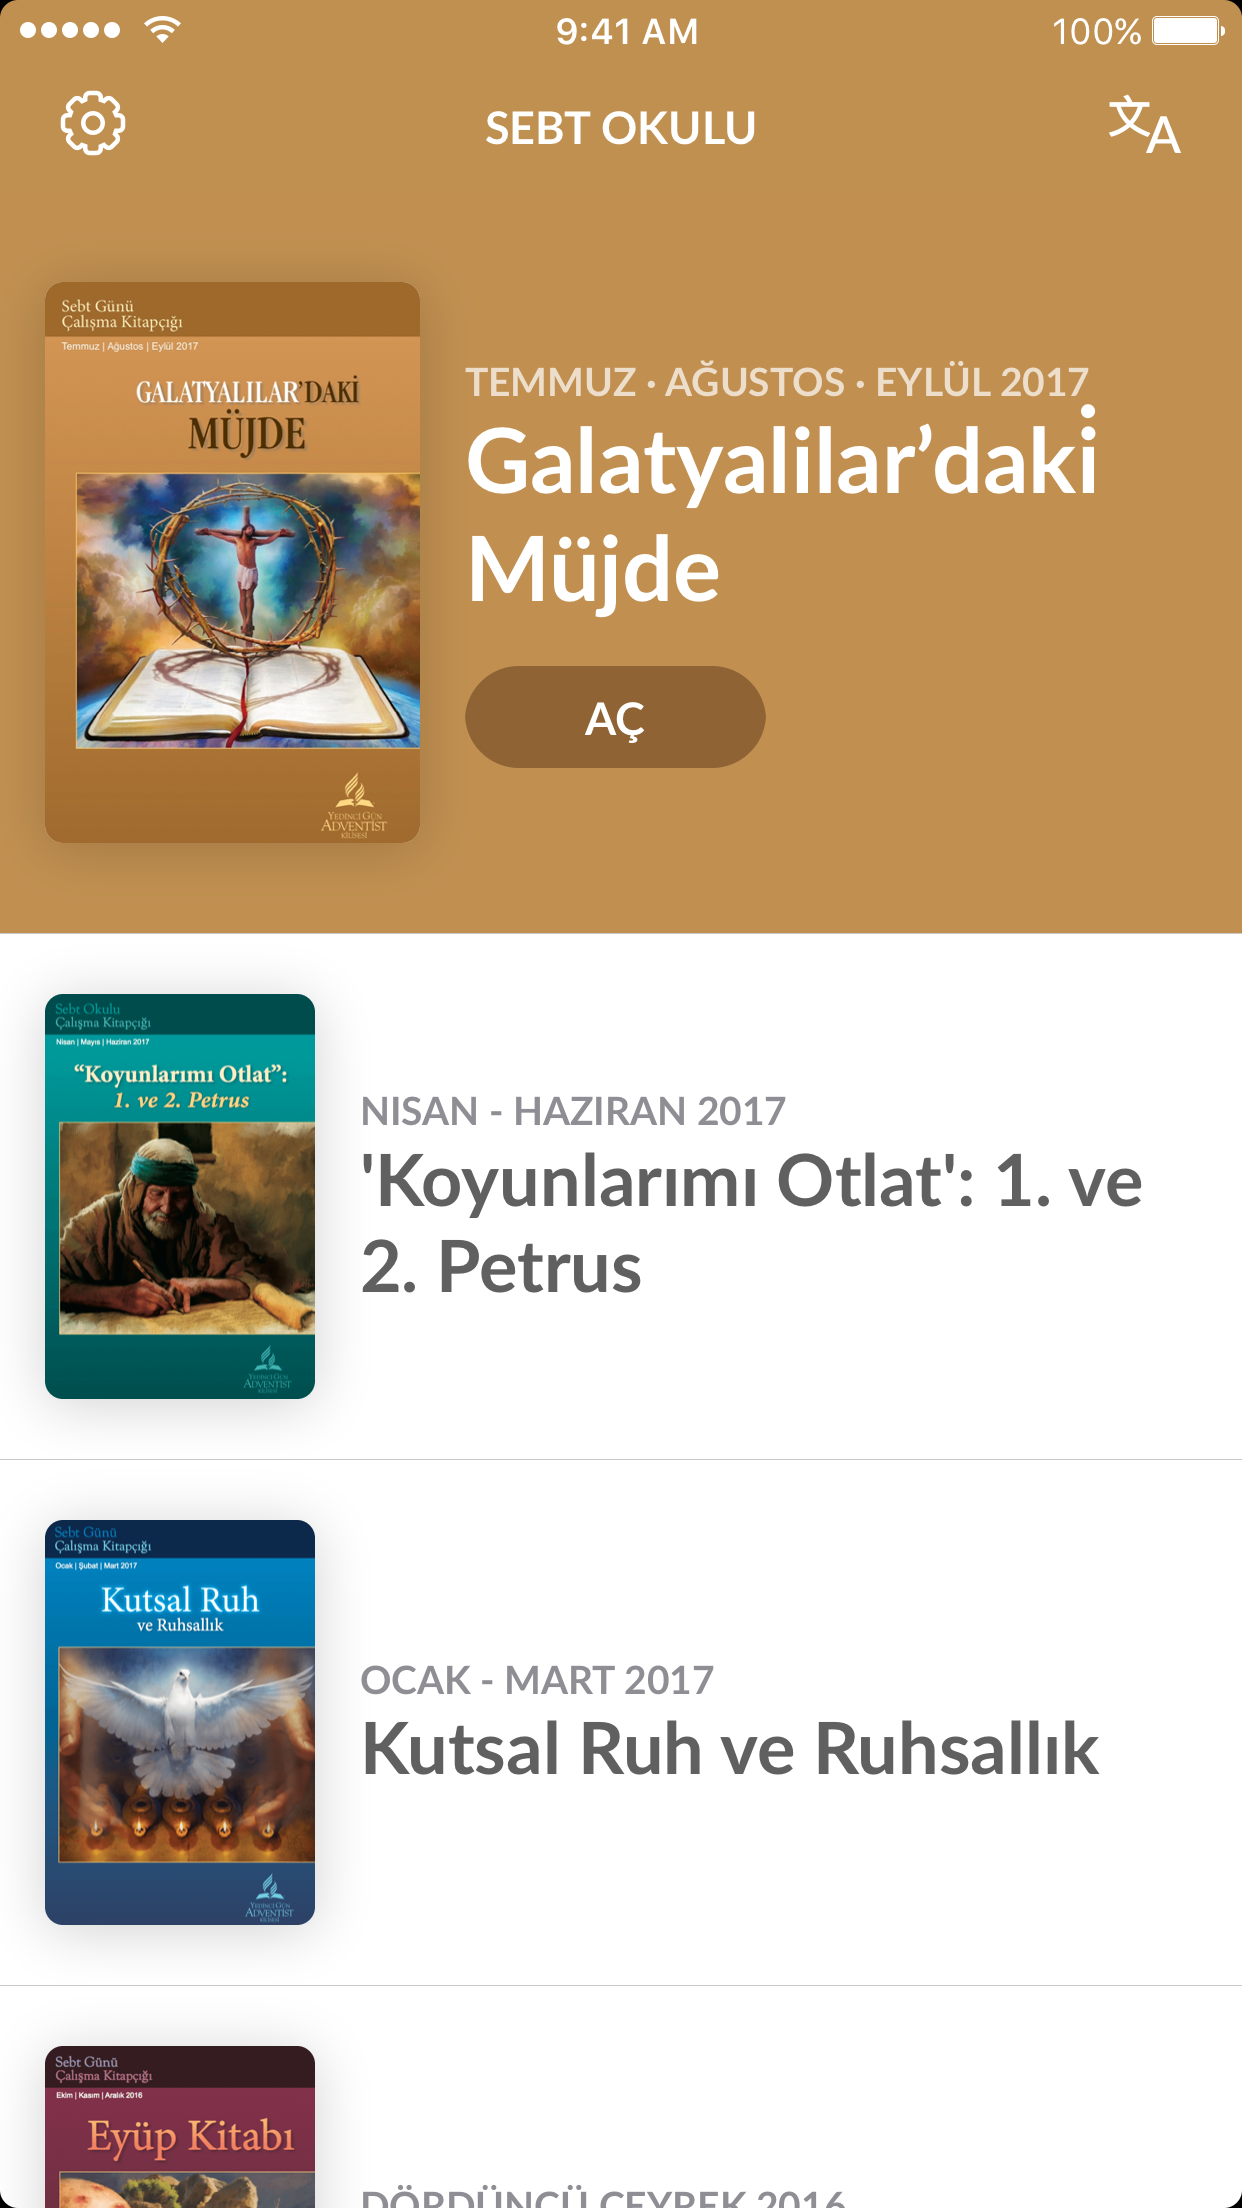 9:41 AM
100%
SEBT OKULU
文A
Sebt Günü
Çalışma Kitapçığı
Temmuz | Ağustos | Eylül 2017
GALATYALILAR’DAKİ
MÜJDE
YEDİNCİ GÜN
ADVENTİST
KİLİSESİ
TEMMUZ · AĞUSTOS · EYLÜL 2017
Galatyalilar’daki̇
Müjde
AÇ
Sebt Okulu
Çalışma Kitapçığı
Nisan | Mayıs | Haziran 2017
“Koyunlarımı Otlat”:
1. ve 2. Petrus
YEDİNCİ GÜN
ADVENTİST
KİLİSESİ
NISAN - HAZIRAN 2017
'Koyunlarımı Otlat': 1. ve
2. Petrus
Sebt Günü
Çalışma Kitapçığı
Ocak | Şubat | Mart 2017
Kutsal Ruh
ve Ruhsallık
YEDİNCİ GÜN
ADVENTİST
KİLİSESİ
OCAK - MART 2017
Kutsal Ruh ve Ruhsallık
Sebt Günü
Çalışma Kitapçığı
Ekim | Kasım | Aralık 2016
Eyüp Kitabı
DÖRDÜNCÜ ÇEYREK 2016